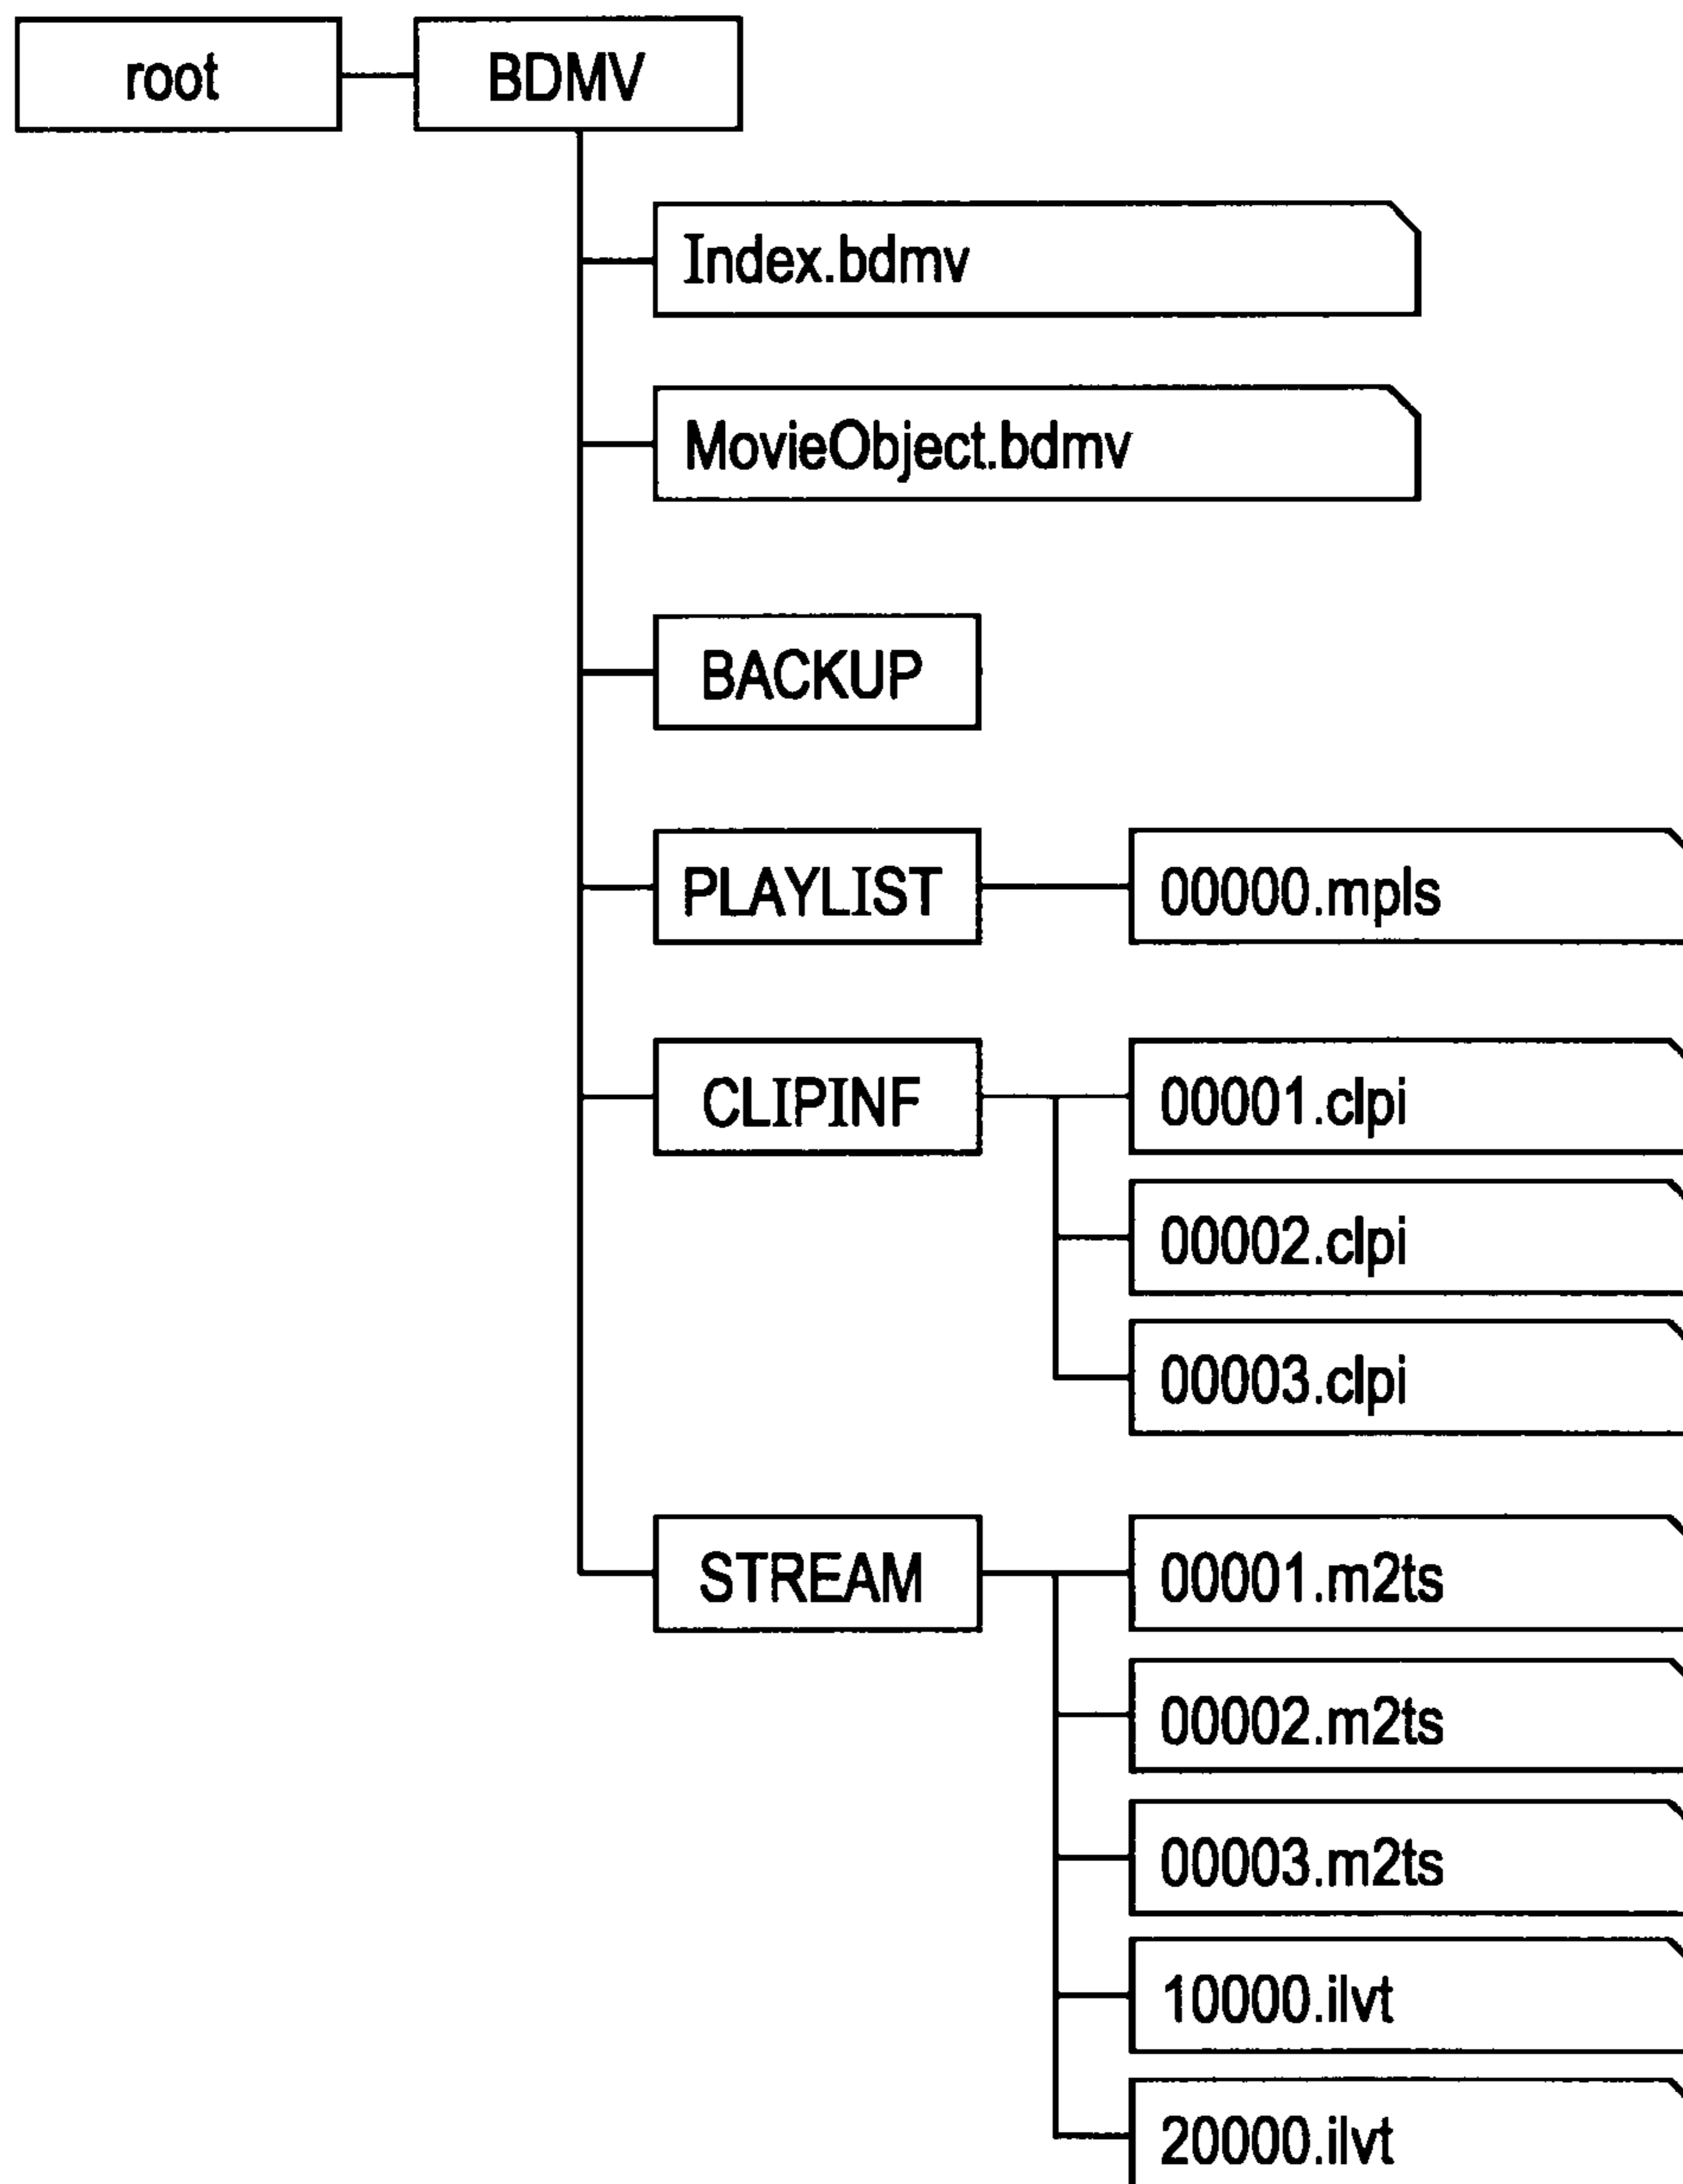 root
BDMV
Index.bdmv
MovieObject.bdmv
BACKUP
PLAYLIST
00000.mpls
CLIPINF
00001.clpi
00002.clpi
00003.clpi
STREAM
00001.m2ts
00002.m2ts
00003.m2ts
10000.ilvt
20000.ilvt